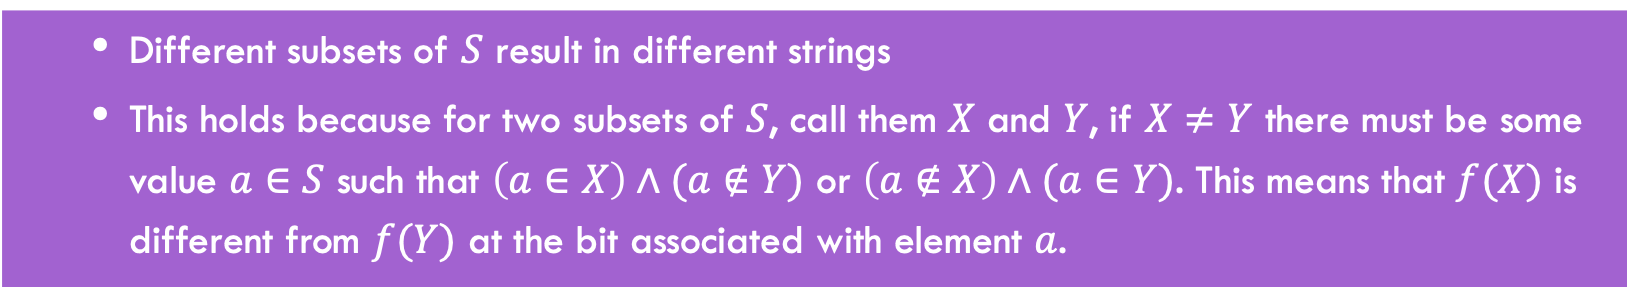 • Different subsets of 𝑆 result in different strings
• This holds because for two subsets of 𝑆, call them 𝑋 and 𝑌, if 𝑋 ≠ 𝑌 there must be some
value 𝑎 ∈ 𝑆 such that (𝑎 ∈ 𝑋) ∧ (𝑎 ∉ 𝑌) or (𝑎 ∉ 𝑋) ∧ (𝑎 ∈ 𝑌). This means that 𝑓(𝑋) is
different from 𝑓(𝑌) at the bit associated with element 𝑎.